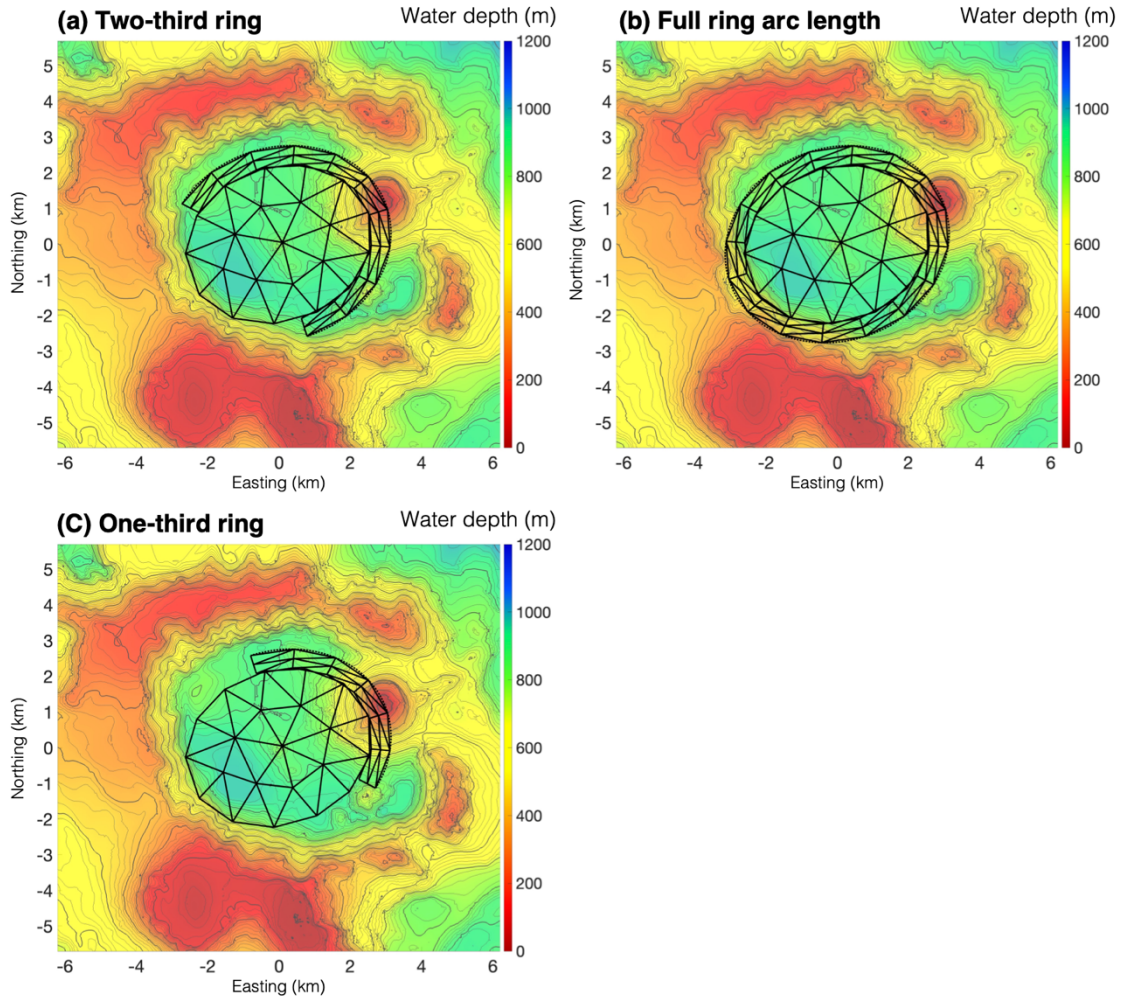 (a) Two-third ring Water depth (m)
(b) Full ring arc length Water depth (m)
5 4 3 2 1 0 -1 -2 -3 -4 -5
Northing (km)
1200 1000 800 600 400 200 0
-6 -4 -2 0 2 4 6
Easting (km)
5 4 3 2 1 0 -1 -2 -3 -4 -5
Northing (km)
1200 1000 800 600 400 200 0
-6 -4 -2 0 2 4 6
Easting (km)
(C) One-third ring Water depth (m)
5 4 3 2 1 0 -1 -2 -3 -4 -5
Northing (km)
1200 1000 800 600 400 200 0
-6 -4 -2 0 2 4 6
Easting (km)